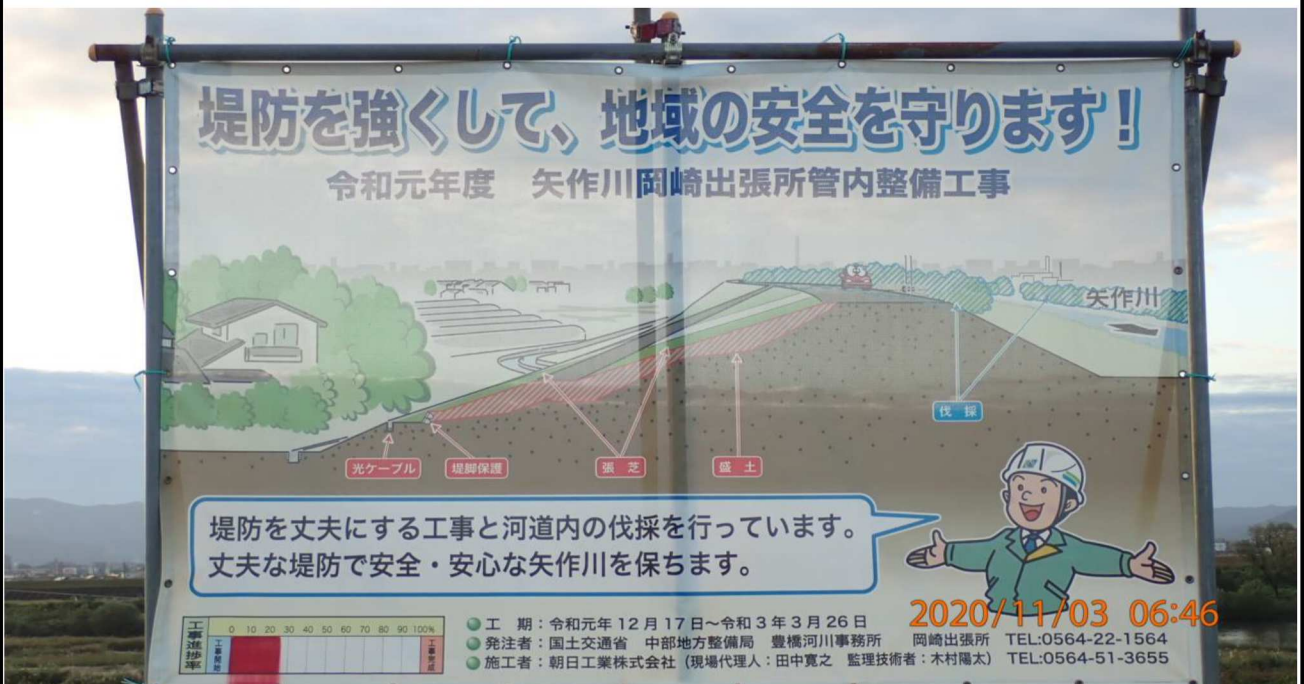 堤防を強くして、地域の安全を守ります!
令和元年度 矢作川岡崎出張所管内整備工事
矢作川
伐採
光ケーブル 堤脚保護 張芝 盛土
堤防を丈夫にする工事と河道内の伐採を行っています。
丈夫な堤防で安全・安心な矢作川を保ちます。
2020/11/03 06:46
工事進捗率
0 10 20 30 40 50 60 70 80 90 100%
工事開始 工事完成
工 期:令和元年12月17日~令和3年3月26日
発注者:国土交通省 中部地方整備局 豊橋河川事務所 岡崎出張所 TEL:0564-22-1564
施工者:朝日工業株式会社(現場代理人:田中寛之 監理技術者:木村陽太) TEL:0564-51-3655